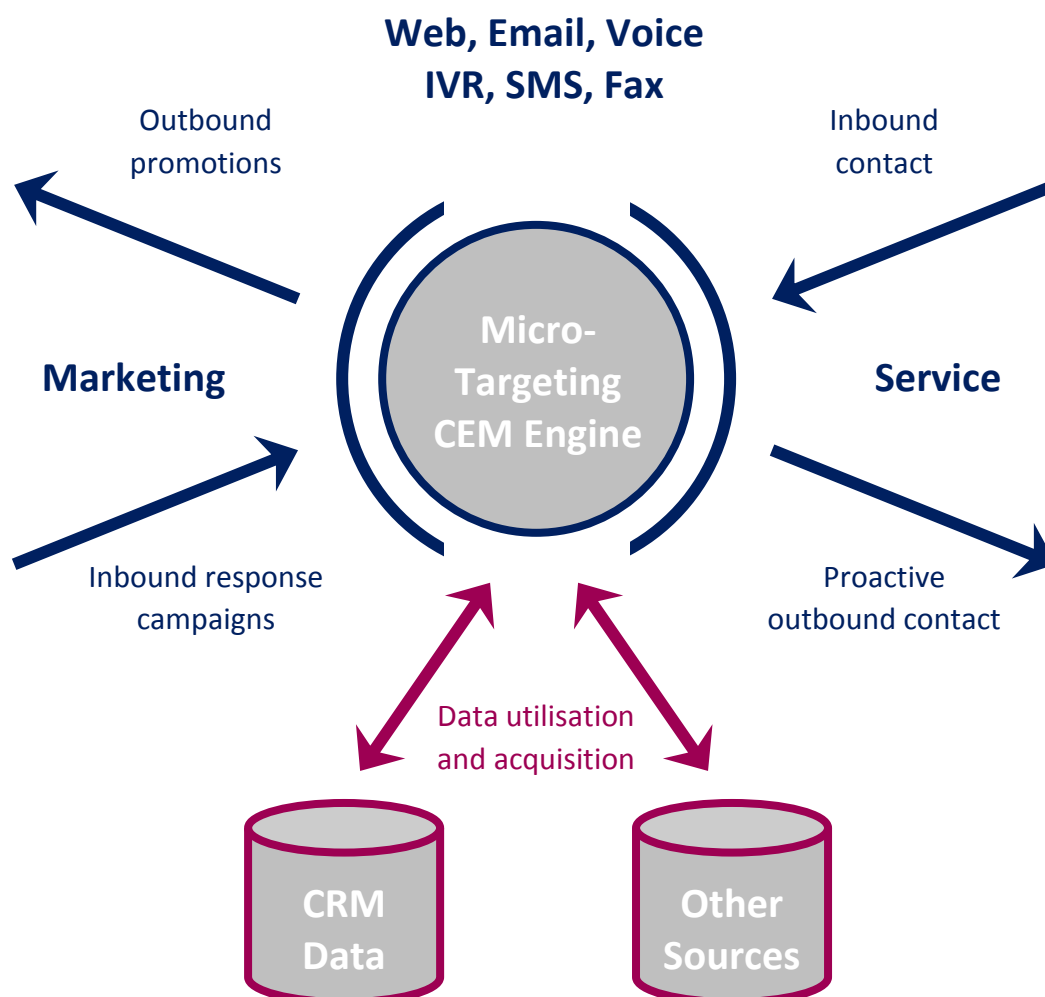 Web, Email, Voice
IVR, SMS, Fax
Outbound
promotions
Inbound
contact
Micro-
Targeting
CEM Engine
Marketing
Service
Inbound response
campaigns
Proactive
outbound contact
Data utilisation
and acquisition
CRM
Data
Other
Sources